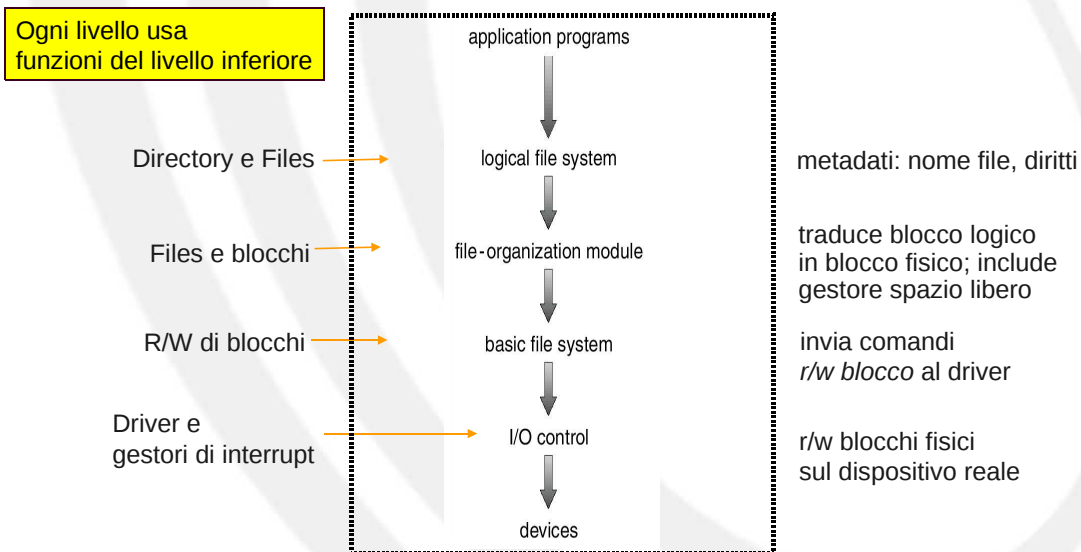 Ogni livello usa
funzioni del livello inferiore
application programs
Directory e Files
logical file system
metadati: nome file, diritti
Files e blocchi
file-organization module
traduce blocco logico
in blocco fisico; include
gestore spazio libero
R/W di blocchi
basic file system
invia comandi
r/w blocco al driver
Driver e
gestori di interrupt
I/O control
r/w blocchi fisici
sul dispositivo reale
devices